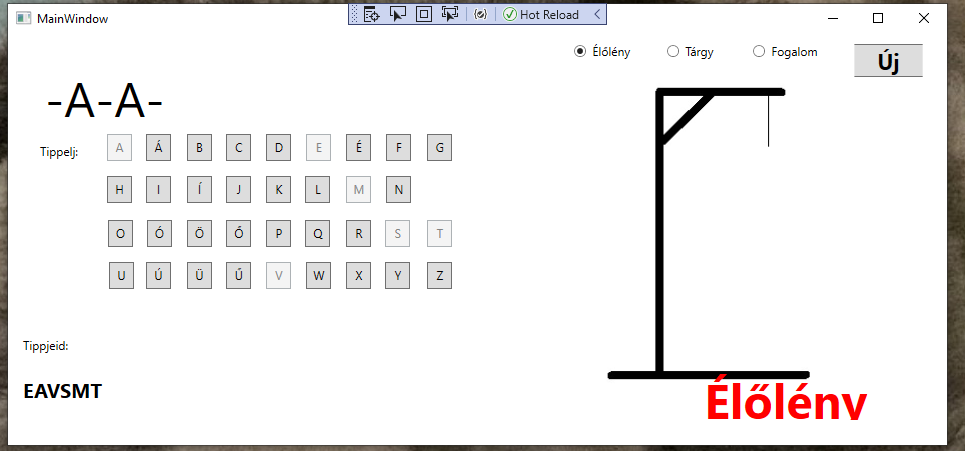 MainWindow
Hot Reload
Élőlény Tárgy Fogalom
Új
-A-A-
Tippelj:
A Á B C D E É F G
H I Í J K L M N
O Ó Ö Ő P Q R S T
U Ú Ü Ű V W X Y Z
Tippjeid:
EAVSMT
Élőlény